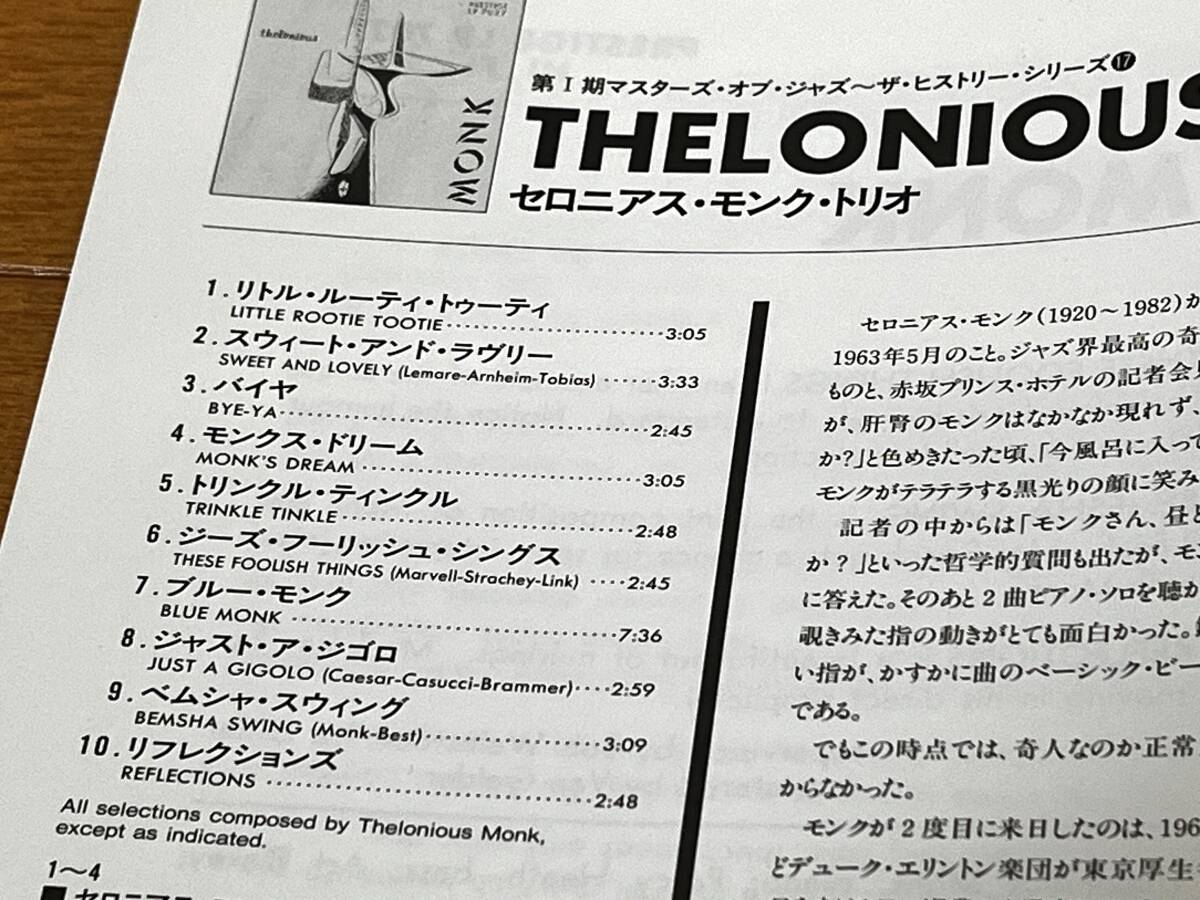 thelonious
MONK
第Ⅰ期マスターズ・オブ・ジャズ～ザ・ヒストリー・シリーズ⓱
THELONIOUS
セロニアス・モンク・トリオ
1.リトル・ルーティ・トゥーティ
LITTLE ROOTIE TOOTIE························3:05
2.スウィート・アンド・ラヴリー
SWEET AND LOVELY (Lemare-Arnheim-Tobias)······3:33
3.バイヤ
BYE-YA·······································2:45
4.モンクス・ドリーム
MONK'S DREAM·······························3:05
5.トリンクル・ティンクル
TRINKLE TINKLE································2:48
6.ジーズ・フーリッシュ・シングス
THESE FOOLISH THINGS (Marvell-Strachey-Link)····2:45
7.ブルー・モンク
BLUE MONK····································7:36
8.ジャスト・ア・ジゴロ
JUST A GIGOLO (Caesar-Casucci-Brammer)····2:59
9.ベムシャ・スウィング
BEMSHA SWING (Monk-Best)···················3:09
10.リフレクションズ
REFLECTIONS···································2:48
All selections composed by Thelonious Monk,
except as indicated.
1～4
セロニアス・モンク(1920～1982)が
1963年5月のこと。ジャズ界最高の奇
ものと、赤坂プリンス・ホテルの記者会見
が、肝腎のモンクはなかなか現れず、
か?」と色めきたった頃、「今風呂に入って
モンクがテラテラする黒光りの顔に笑み
記者の中からは「モンクさん、昼と
か?」といった哲学的質問も出たが、モン
に答えた。そのあと2曲ピアノ・ソロを聴か
覗きみた指の動きがとても面白かった。
い指が、かすかに曲のベーシック・ビー
である。
でもこの時点では、奇人なのか正常
からなかった。
モンクが2度目に来日したのは、196
どデューク・エリントン楽団が東京厚生